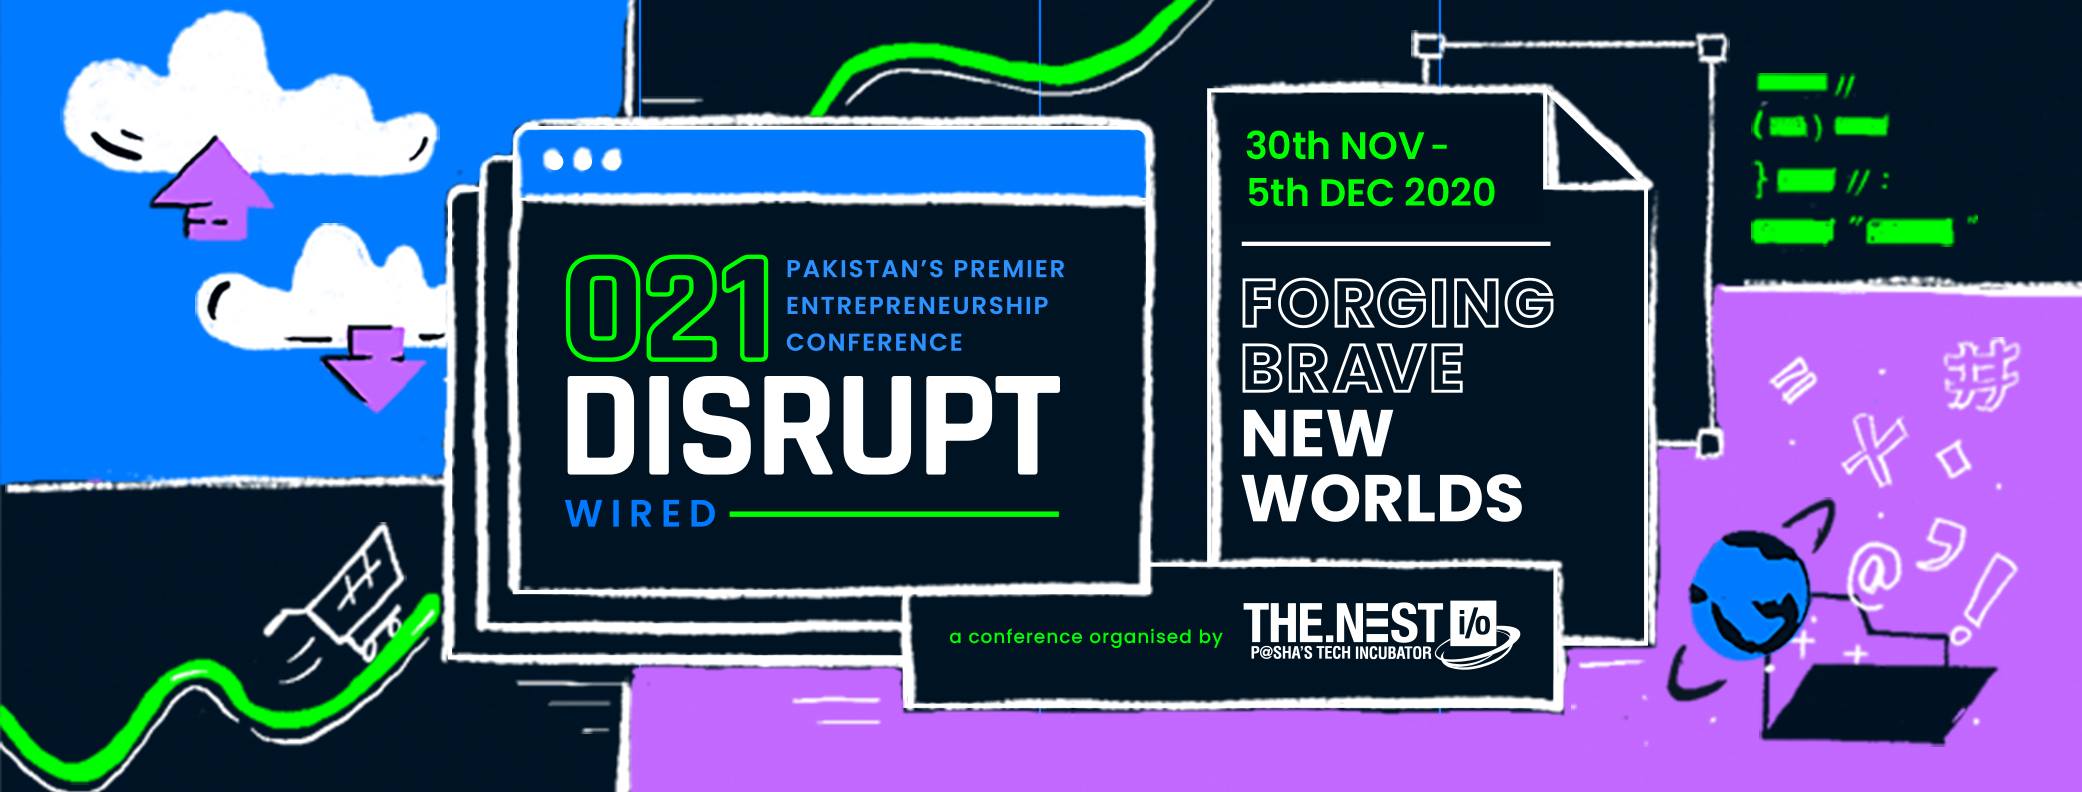 021
PAKISTAN’S PREMIER
ENTREPRENEURSHIP
CONFERENCE
DISRUPT
WIRED
30th NOV -
5th DEC 2020
FORGING
BRAVE
NEW
WORLDS
a conference organised by
THE.NEST i/o
P@SHA'S TECH INCUBATOR